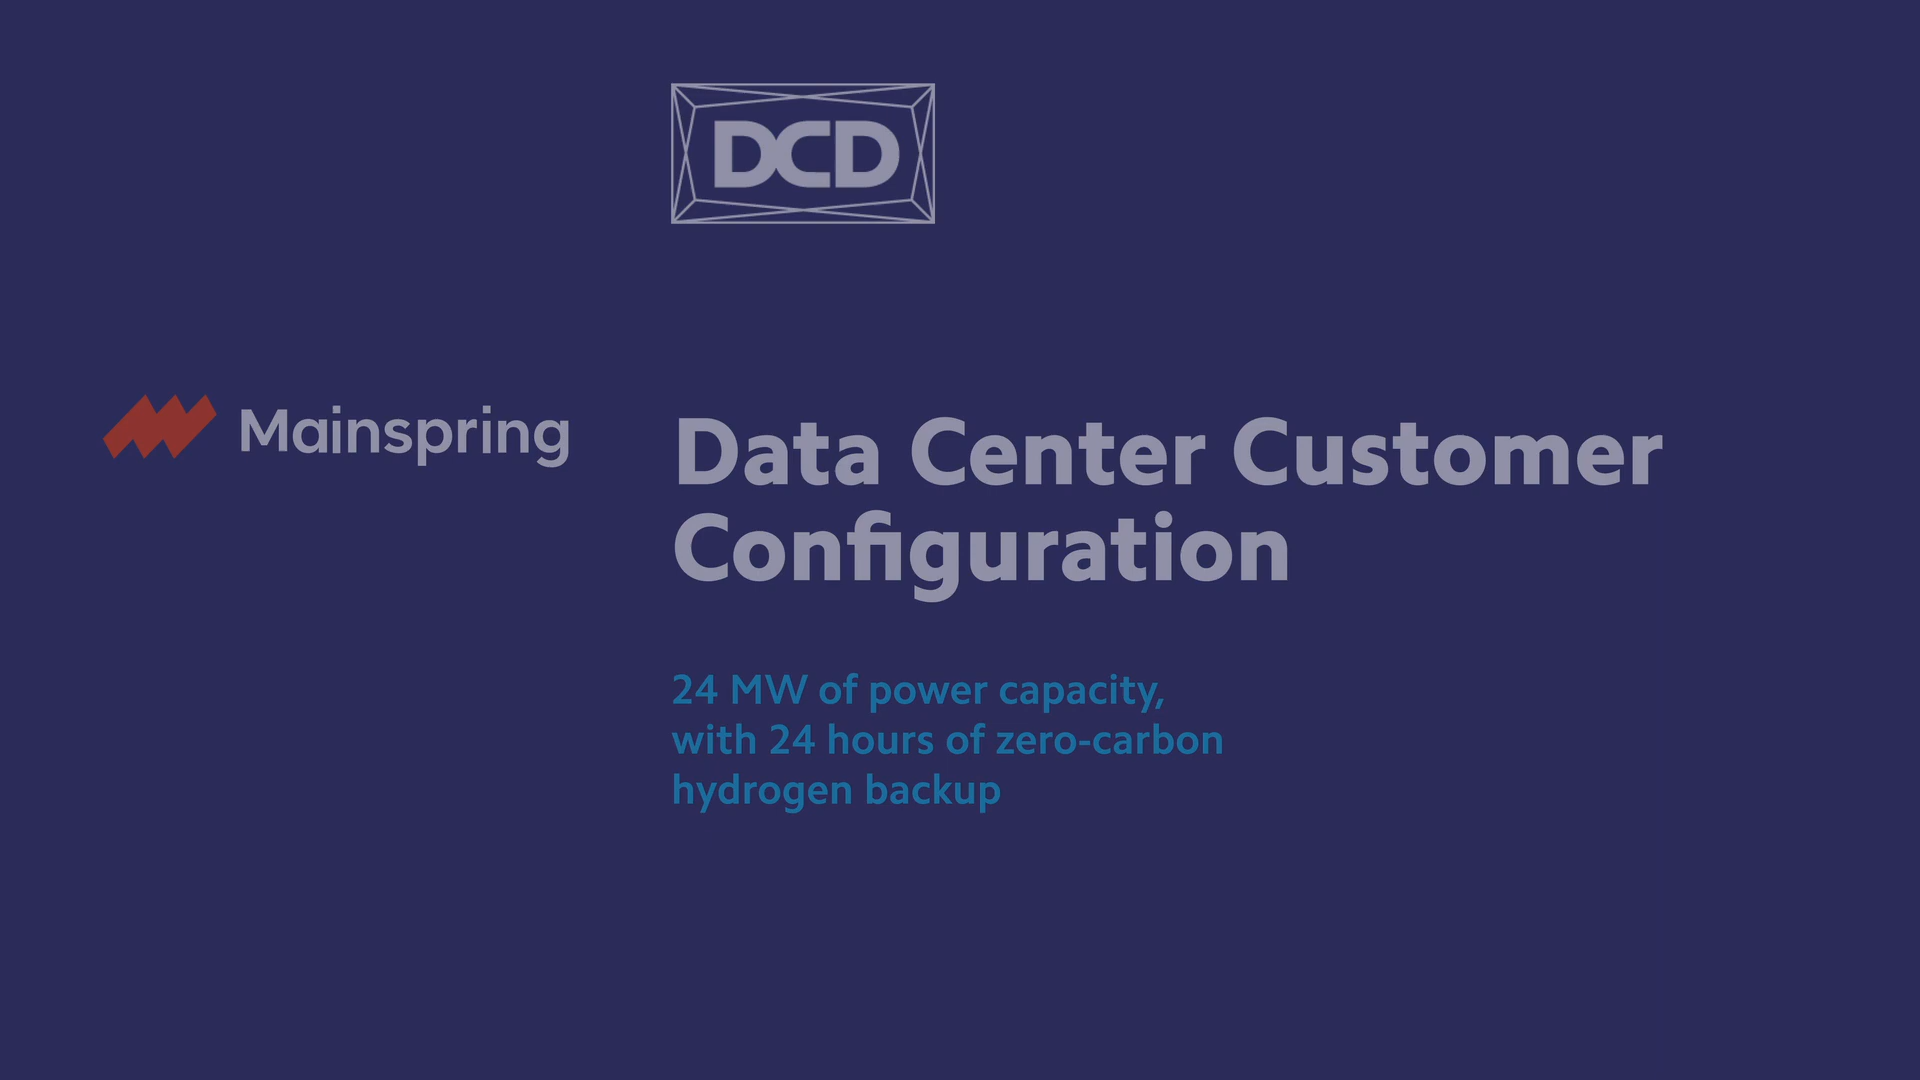 DCD
Mainspring
Data Center Customer
Configuration
24 MW of power capacity,
with 24 hours of zero-carbon
hydrogen backup